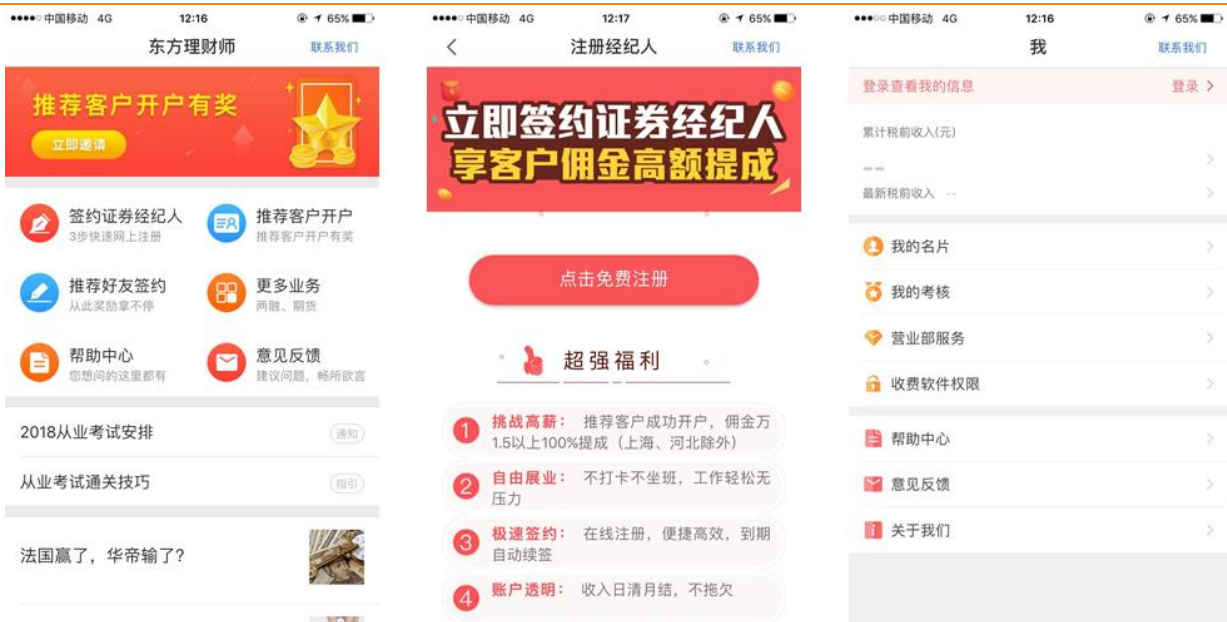 中国移动 4G
12:16
65%
东方理财师
联系我们
推荐客户开户有奖
立即邀请
签约证券经纪人
3步快速网上注册
推荐客户开户
推荐客户开户有奖
推荐好友签约
从此奖励拿不停
更多业务
两融、期货
帮助中心
您想问的这里都有
意见反馈
建议问题，畅所欲言
2018从业考试安排
通知
从业考试通关技巧
指引
法国赢了，华帝输了？
中国移动 4G
12:17
65%
注册经纪人
联系我们
立即签约证券经纪人
享客户佣金高额提成
点击免费注册
超强福利
1 挑战高薪： 推荐客户成功开户，佣金万
1.5以上100%提成（上海、河北除外）
2 自由展业： 不打卡不坐班，工作轻松无
压力
3 极速签约： 在线注册，便捷高效，到期
自动续签
4 账户透明： 收入日清月结，不拖欠
中国移动 4G
12:16
65%
我
联系我们
登录查看我的信息
登录
累计税前收入(元)
--
最新税前收入 --
我的名片
我的考核
营业部服务
收费软件权限
帮助中心
意见反馈
关于我们